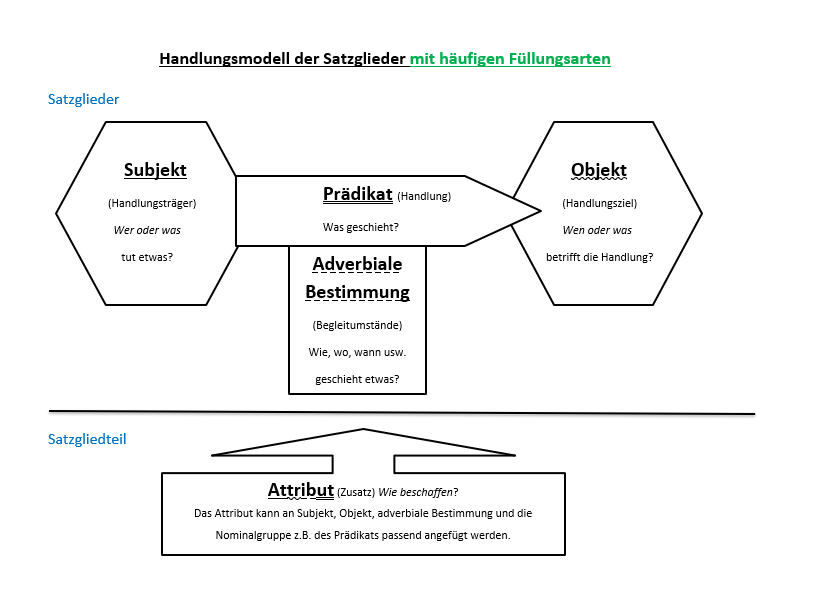 Handlungsmodell der Satzglieder mit häufigen Füllungsarten
Satzglieder
Subjekt
(Handlungsträger)
Wer oder was
tut etwas?
Prädikat (Handlung)
Was geschieht?
Objekt
(Handlungsziel)
Wen oder was
betrifft die Handlung?
Adverbiale
Bestimmung
(Begleitumstände)
Wie, wo, wann usw.
geschieht etwas?
Satzgliedteil
Attribut (Zusatz) Wie beschaffen?
Das Attribut kann an Subjekt, Objekt, adverbiale Bestimmung und die
Nominalgruppe z.B. des Prädikats passend angefügt werden.